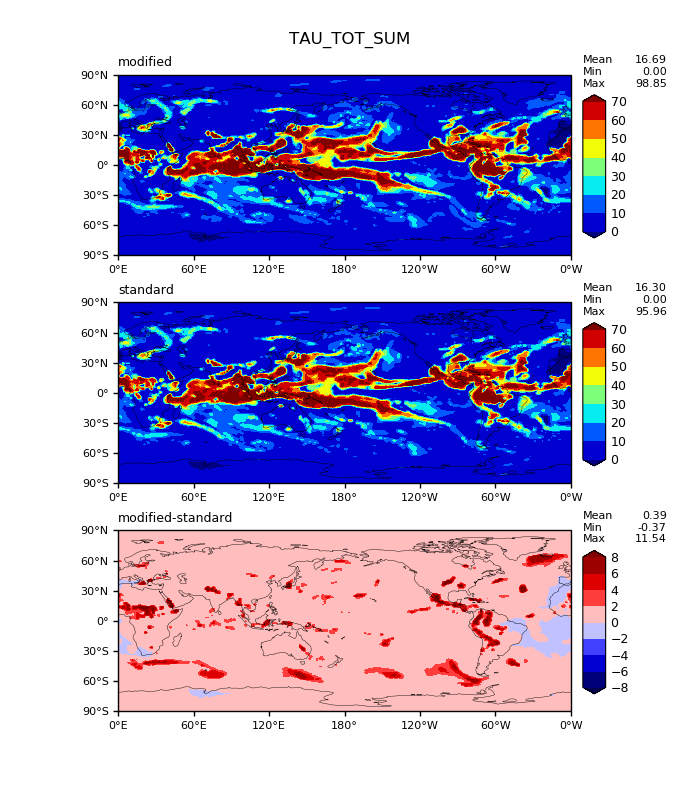 TAU_TOT_SUM
modified
Mean 16.69
Min 0.00
Max 98.85
90°N
60°N
30°N
0°
30°S
60°S
90°S
0°E 60°E 120°E 180° 120°W 60°W 0°W
70
60
50
40
30
20
10
0
standard
Mean 16.30
Min 0.00
Max 95.96
90°N
60°N
30°N
0°
30°S
60°S
90°S
0°E 60°E 120°E 180° 120°W 60°W 0°W
70
60
50
40
30
20
10
0
modified-standard
Mean 0.39
Min -0.37
Max 11.54
90°N
60°N
30°N
0°
30°S
60°S
90°S
0°E 60°E 120°E 180° 120°W 60°W 0°W
8
6
4
2
0
−2
−4
−6
−8